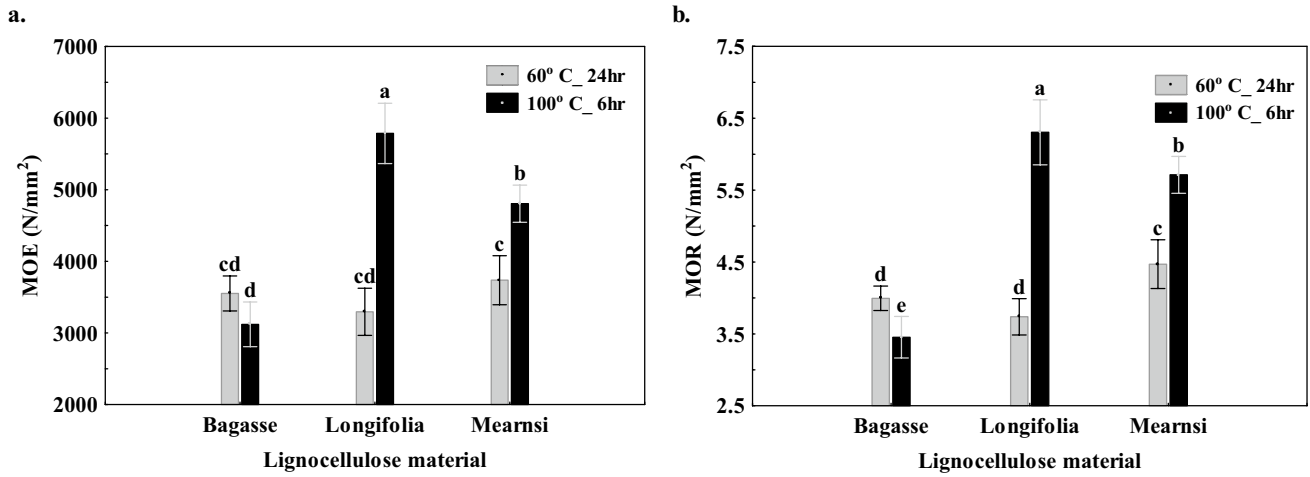 a.
7000
6000
5000
4000
3000
2000
MOE (N/mm²)
60° C_ 24hr
100° C_ 6hr
cd
d
cd
a
c
b
Bagasse
Longifolia
Mearnsi
Lignocellulose material
b.
7.5
6.5
5.5
4.5
3.5
2.5
MOR (N/mm²)
60° C_ 24hr
100° C_ 6hr
d
e
d
a
c
b
Bagasse
Longifolia
Mearnsi
Lignocellulose material